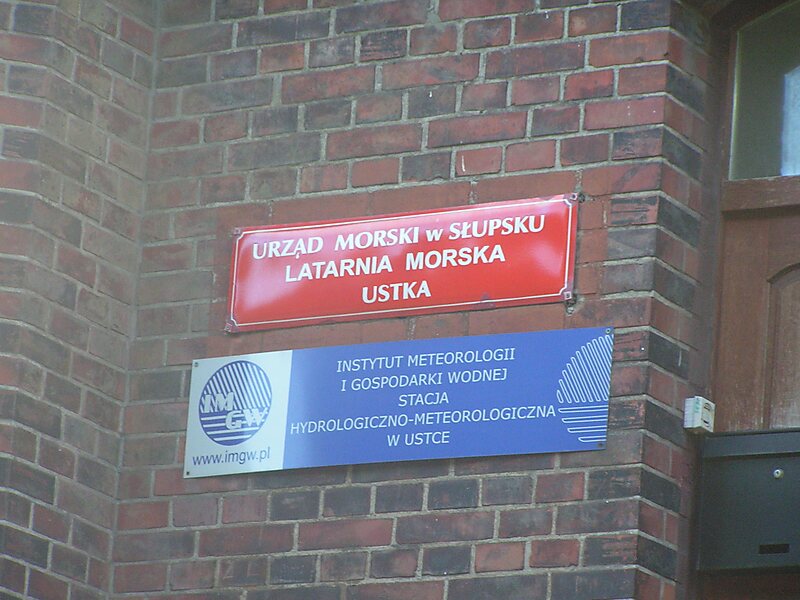 URZĄD MORSKI w SŁUPSKU
LATARNIA MORSKA
USTKA
IMGW
www.imgw.pl
INSTYTUT METEOROLOGII
I GOSPODARKI WODNEJ
STACJA
HYDROLOGICZNO-METEOROLOGICZNA
W USTCE